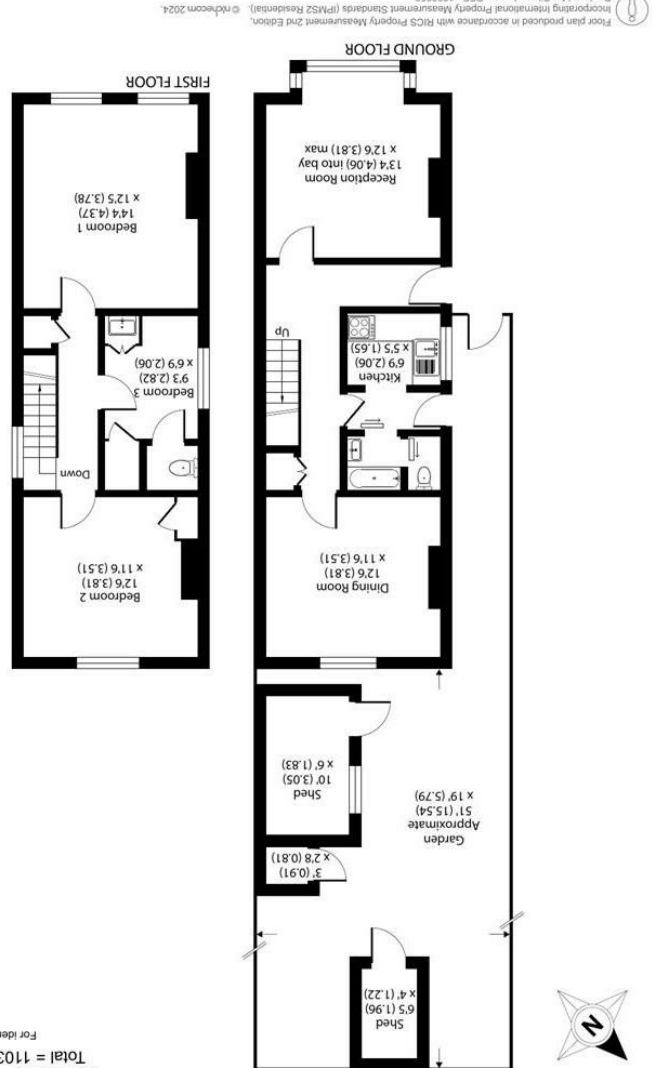 Total = 1103
For iden
N
Shed
6'5 (1.96)
x 4' (1.22)
3' (0.91)
x 2'8 (0.81)
Garden
Approximate
51' (15.54)
x 19' (5.79)
Shed
10' (3.05)
x 6' (1.83)
Dining Room
12'6 (3.81)
x 11'6 (3.51)
Kitchen
6'9 (2.06)
x 5'5 (1.65)
Up
Reception Room
13'4 (4.06) into bay
x 12'6 (3.81) max
GROUND FLOOR
Bedroom 2
12'6 (3.81)
x 11'6 (3.51)
Down
Bedroom 3
9'3 (2.82)
x 6'9 (2.06)
Bedroom 1
14'4 (4.37)
x 12'5 (3.78)
FIRST FLOOR
Floor plan produced in accordance with RICS Property Measurement 2nd Edition,
Incorporating International Property Measurement Standards (IPMS2 Residential). © nichecom 2024.